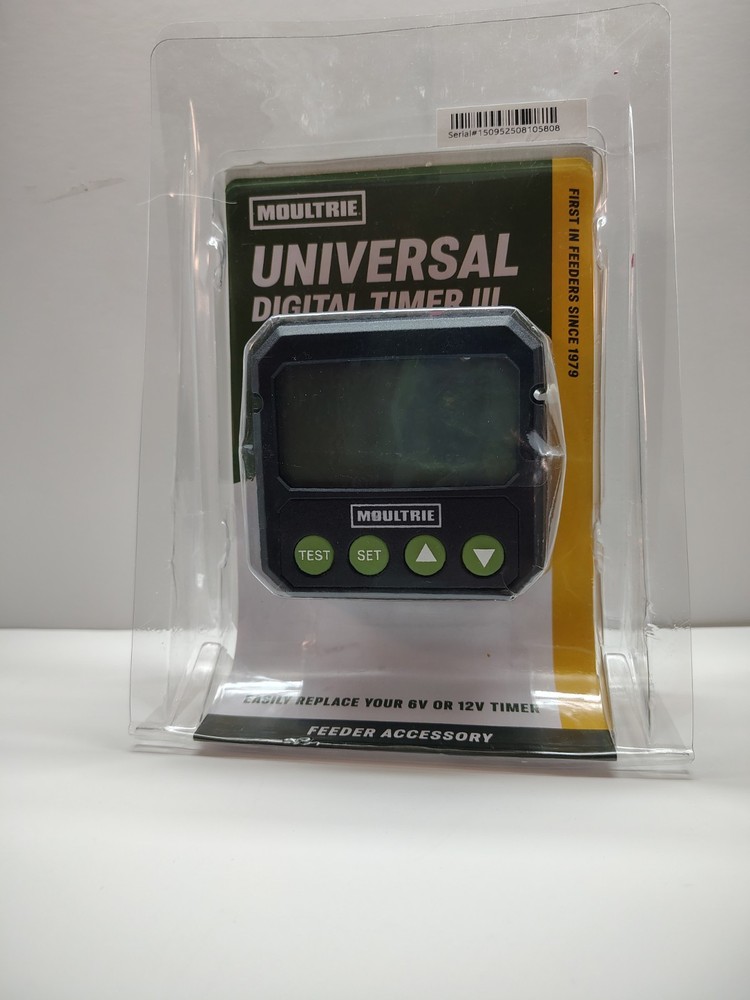 Serial#150952508105808
MOULTRIE
UNIVERSAL
DIGITAL TIMER III
FIRST IN FEEDERS SINCE 1979
MOULTRIE
TEST SET
EASILY REPLACE YOUR 6V OR 12V TIMER
FEEDER ACCESSORY